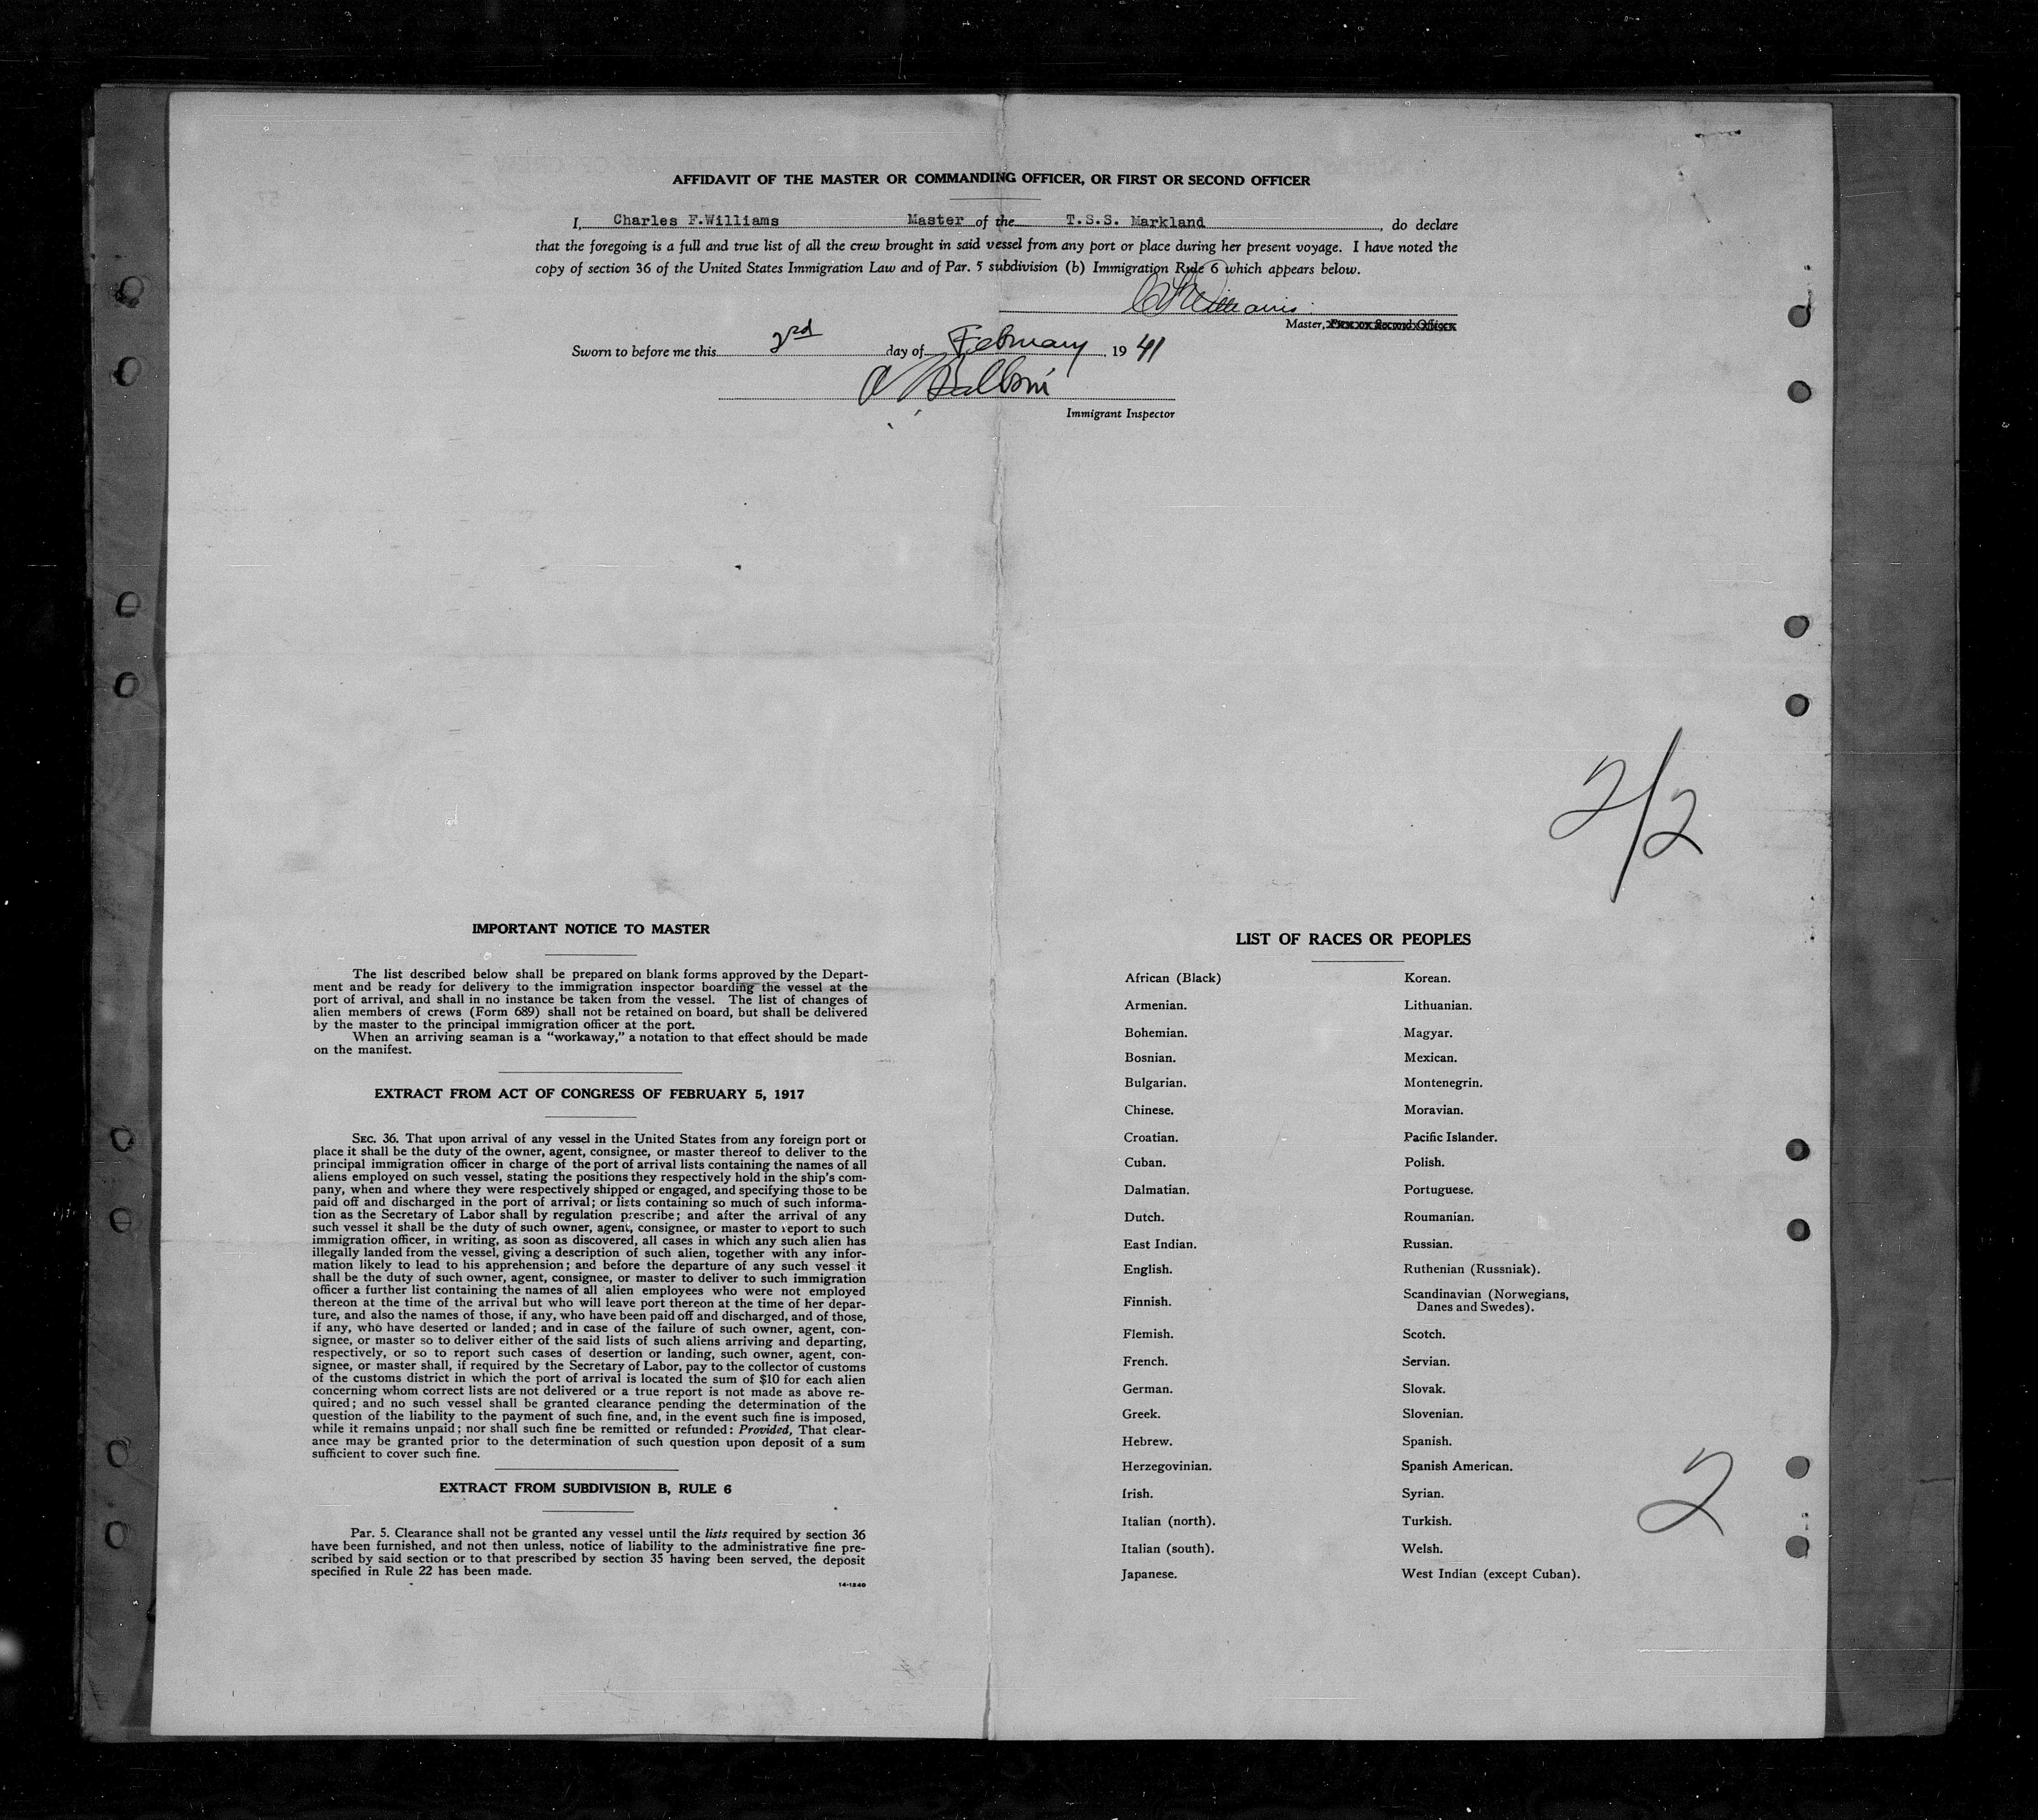 AFFIDAVIT OF THE MASTER OR COMMANDING OFFICER, OR FIRST OR SECOND OFFICER
I, Charles F.Williams Master of the T.S.S. Markland, do declare
that the foregoing is a full and true list of all the crew brought in said vessel from any port or place during her present voyage. I have noted the
copy of section 36 of the United States Immigration Law and of Par. 5 subdivision (b) Immigration Rule 6 which appears below.
C F Williams
Master, First or Second Officer
Sworn to before me this 2rd day of February, 1941
Immigrant Inspector
2/2
IMPORTANT NOTICE TO MASTER
The list described below shall be prepared on blank forms approved by the Depart-
ment and be ready for delivery to the immigration inspector boarding the vessel at the
port of arrival, and shall in no instance be taken from the vessel. The list of changes of
alien members of crews (Form 689) shall not be retained on board, but shall be delivered
by the master to the principal immigration officer at the port.
When an arriving seaman is a “workaway,” a notation to that effect should be made
on the manifest.
EXTRACT FROM ACT OF CONGRESS OF FEBRUARY 5, 1917
SEC. 36. That upon arrival of any vessel in the United States from any foreign port or
place it shall be the duty of the owner, agent, consignee, or master thereof to deliver to the
principal immigration officer in charge of the port of arrival lists containing the names of all
aliens employed on such vessel, stating the positions they respectively hold in the ship's com-
pany, when and where they were respectively shipped or engaged, and specifying those to be
paid off and discharged in the port of arrival; or lists containing so much of such informa-
tion as the Secretary of Labor shall by regulation prescribe; and after the arrival of any
such vessel it shall be the duty of such owner, agent, consignee, or master to report to such
immigration officer, in writing, as soon as discovered, all cases in which any such alien has
illegally landed from the vessel, giving a description of such alien, together with any infor-
mation likely to lead to his apprehension; and before the departure of any such vessel it
shall be the duty of such owner, agent, consignee, or master to deliver to such immigration
officer a further list containing the names of all alien employees who were not employed
thereon at the time of the arrival but who will leave port thereon at the time of her depar-
ture, and also the names of those, if any, who have been paid off and discharged, and of those,
if any, who have deserted or landed; and in case of the failure of such owner, agent, con-
signee, or master so to deliver either of the said lists of such aliens arriving and departing,
respectively, or so to report such cases of desertion or landing, such owner, agent, con-
signee, or master shall, if required by the Secretary of Labor, pay to the collector of customs
of the customs district in which the port of arrival is located the sum of $10 for each alien
concerning whom correct lists are not delivered or a true report is not made as above re-
quired; and no such vessel shall be granted clearance pending the determination of the
question of the liability to the payment of such fine, and, in the event such fine is imposed,
while it remains unpaid; nor shall such fine be remitted or refunded: Provided, That clear-
ance may be granted prior to the determination of such question upon deposit of a sum
sufficient to cover such fine.
EXTRACT FROM SUBDIVISION B, RULE 6
Par. 5. Clearance shall not be granted any vessel until the lists required by section 36
have been furnished, and not then unless, notice of liability to the administrative fine pre-
scribed by said section or to that prescribed by section 35 having been served, the deposit
specified in Rule 22 has been made.
14-1240
LIST OF RACES OR PEOPLES
African (Black)
Armenian.
Bohemian.
Bosnian.
Bulgarian.
Chinese.
Croatian.
Cuban.
Dalmatian.
Dutch.
East Indian.
English.
Finnish.
Flemish.
French.
German.
Greek.
Hebrew.
Herzegovinian.
Irish.
Italian (north).
Italian (south).
Japanese.
Korean.
Lithuanian.
Magyar.
Mexican.
Montenegrin.
Moravian.
Pacific Islander.
Polish.
Portuguese.
Roumanian.
Russian.
Ruthenian (Russniak).
Scandinavian (Norwegians,
Danes and Swedes).
Scotch.
Servian.
Slovak.
Slovenian.
Spanish.
Spanish American.
Syrian.
Turkish.
Welsh.
West Indian (except Cuban).
2